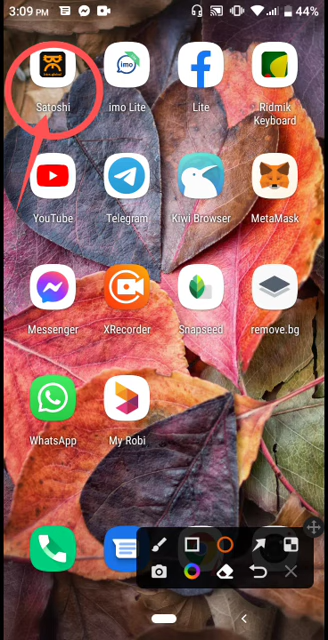 3:09 PM 44%
Satoshi imo Lite Lite Ridmik
Keyboard
YouTube Telegram Kiwi Browser MetaMask
Messenger XRecorder Snapseed remove.bg
WhatsApp My Robi